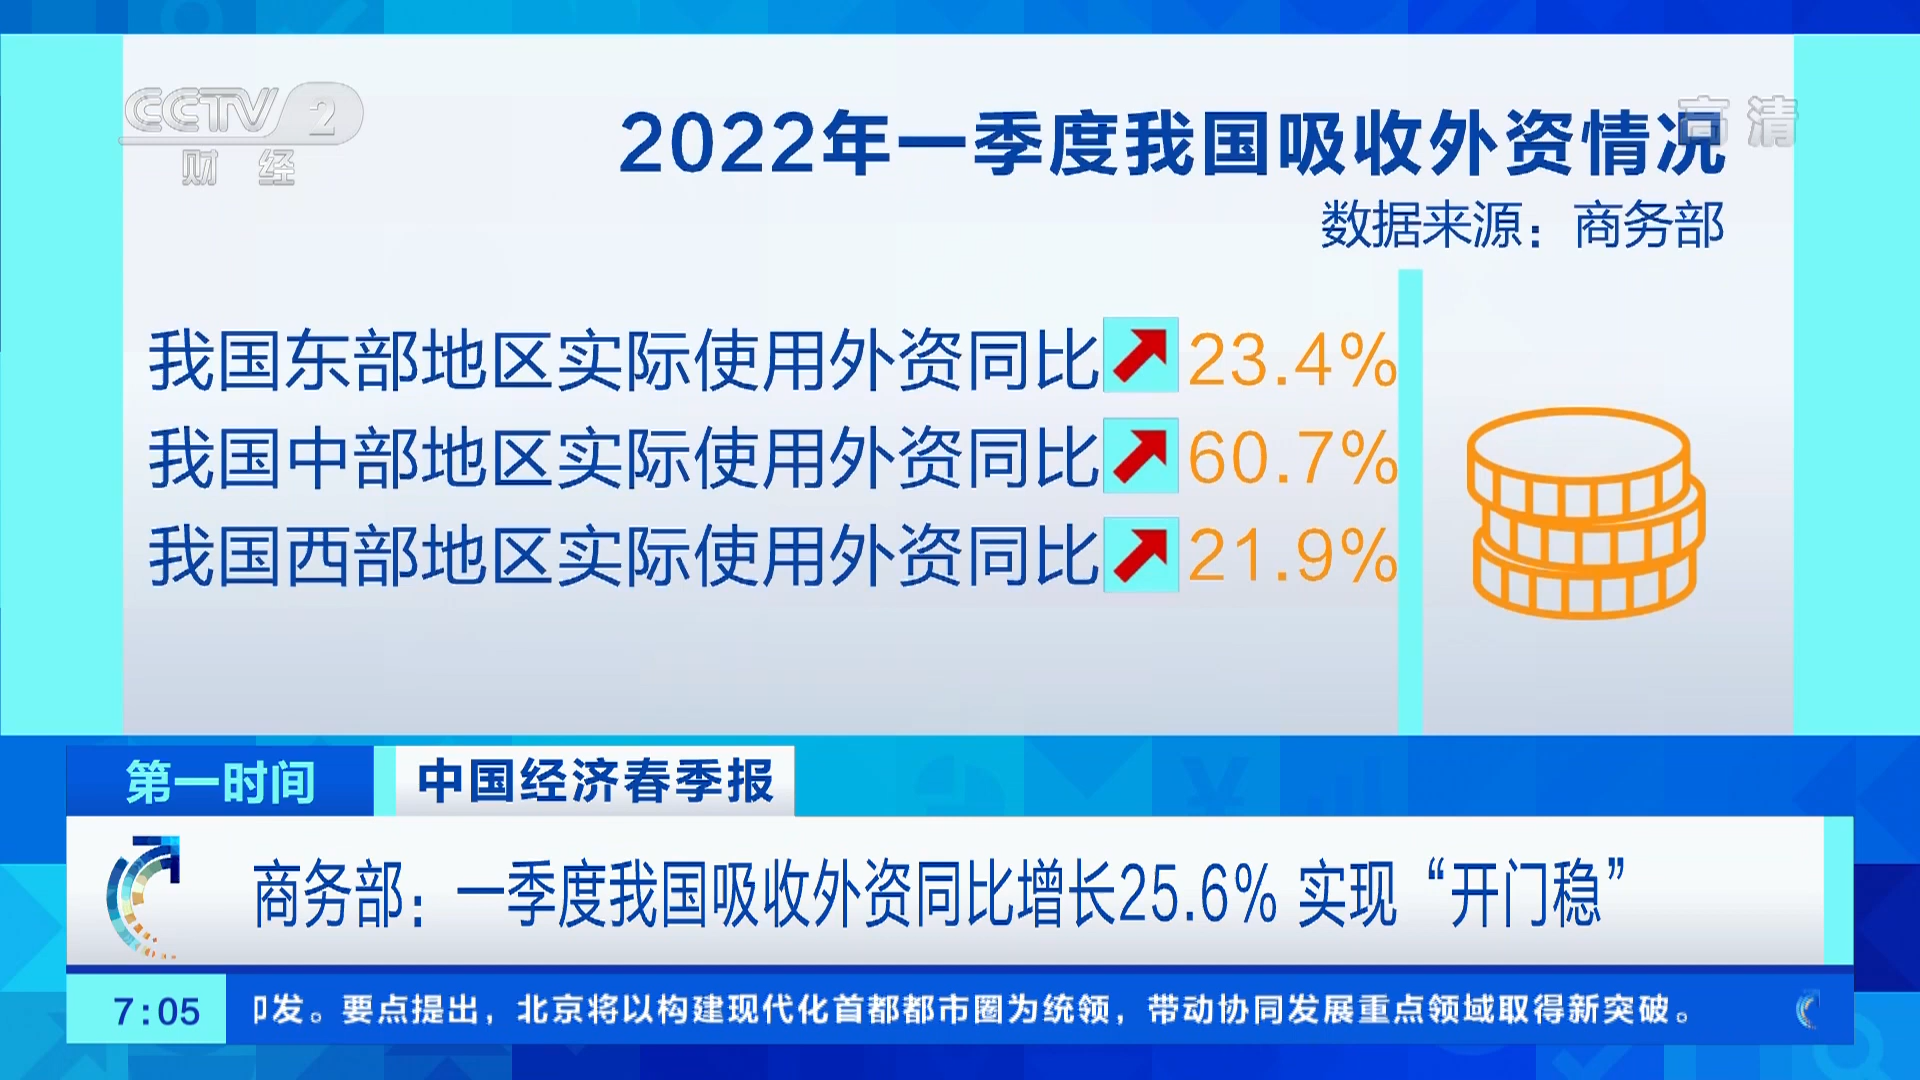 CCTV 2
财经
高清
2022年一季度我国吸收外资情况
数据来源：商务部
我国东部地区实际使用外资同比 23.4%
我国中部地区实际使用外资同比 60.7%
我国西部地区实际使用外资同比 21.9%
第一时间
中国经济春季报
商务部：一季度我国吸收外资同比增长25.6% 实现“开门稳”
7:05
发。要点提出，北京将以构建现代化首都都市圈为统领，带动协同发展重点领域取得新突破。